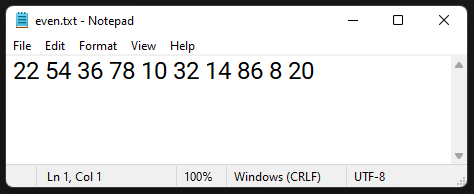 even.txt - Notepad
File Edit Format View Help
22 54 36 78 10 32 14 86 8 20
Ln 1, Col 1 100% Windows (CRLF) UTF-8